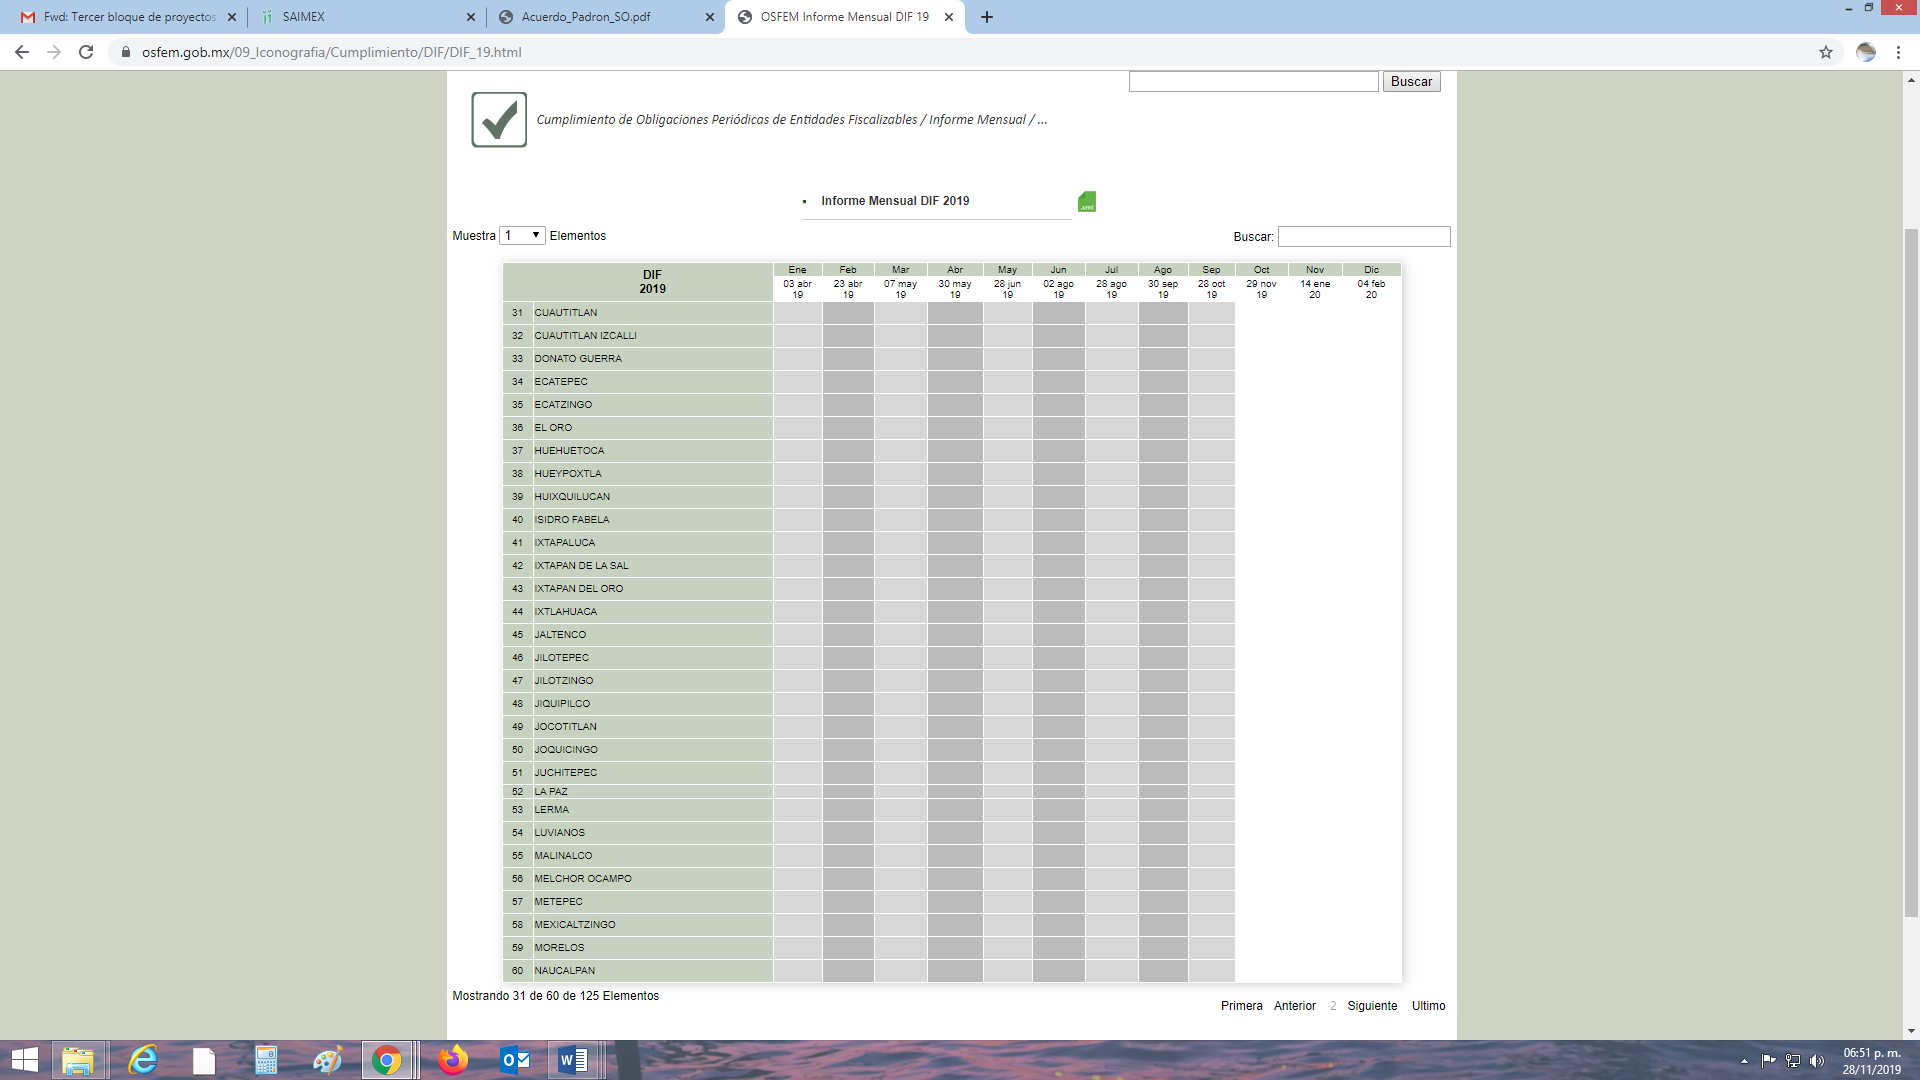 Fwd: Tercer bloque de proyectos
SAIMEX
Acuerdo_Padron_SO.pdf
OSFEM Informe Mensual DIF 19
osfem.gob.mx/09_Iconografia/Cumplimiento/DIF/DIF_19.html
Buscar
Cumplimiento de Obligaciones Periódicas de Entidades Fiscalizables / Informe Mensual / ...
Informe Mensual DIF 2019
.xml
Muestra 1 Elementos
Buscar:
DIF
2019
Ene Feb Mar Abr May Jun Jul Ago Sep Oct Nov Dic
03 abr 23 abr 07 may 30 may 28 jun 02 ago 28 ago 30 sep 28 oct 29 nov 14 ene 04 feb
19 19 19 19 19 19 19 19 19 19 20 20
31 CUAUTITLAN
32 CUAUTITLAN IZCALLI
33 DONATO GUERRA
34 ECATEPEC
35 ECATZINGO
36 EL ORO
37 HUEHUETOCA
38 HUEYPOXTLA
39 HUIXQUILUCAN
40 ISIDRO FABELA
41 IXTAPALUCA
42 IXTAPAN DE LA SAL
43 IXTAPAN DEL ORO
44 IXTLAHUACA
45 JALTENCO
46 JILOTEPEC
47 JILOTZINGO
48 JIQUIPILCO
49 JOCOTITLAN
50 JOQUICINGO
51 JUCHITEPEC
52 LA PAZ
53 LERMA
54 LUVIANOS
55 MALINALCO
56 MELCHOR OCAMPO
57 METEPEC
58 MEXICALTZINGO
59 MORELOS
60 NAUCALPAN
Mostrando 31 de 60 de 125 Elementos
Primera Anterior 2 Siguiente Ultimo
06:51 p. m.
28/11/2019